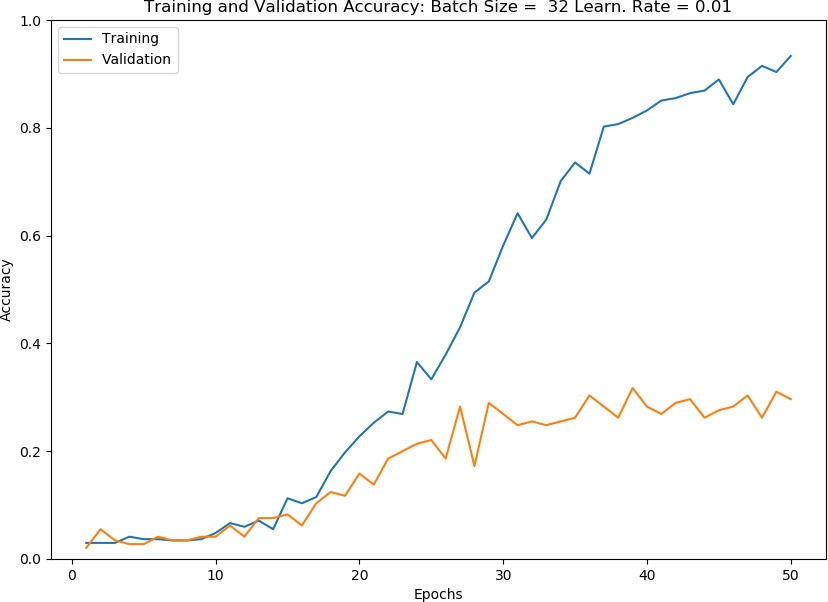 Training and Validation Accuracy: Batch Size =  32 Learn. Rate = 0.01
Training
Validation
1.0
0.8
0.6
0.4
0.2
0.0
Accuracy
0 10 20 30 40 50
Epochs